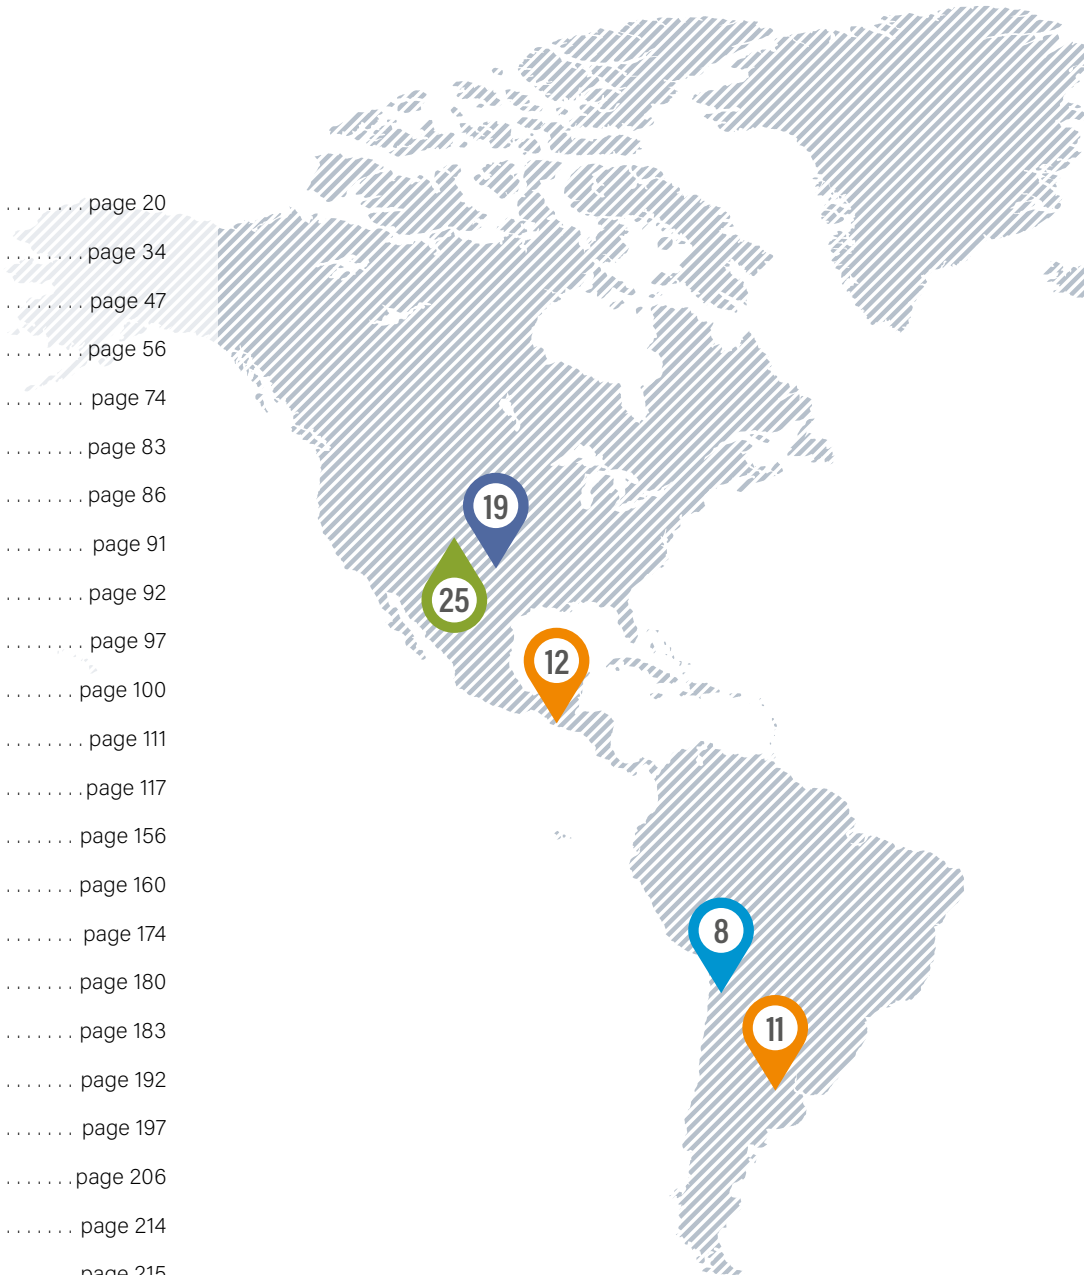 ........ page 20
........ page 34
........ page 47
........ page 56
........ page 74
........ page 83
........ page 86
........ page 91
........ page 92
........ page 97
....... page 100
........ page 111
........ page 117
....... page 156
....... page 160
....... page 174
....... page 180
....... page 183
....... page 192
....... page 197
....... page 206
....... page 214
page 215
19
25
12
8
11